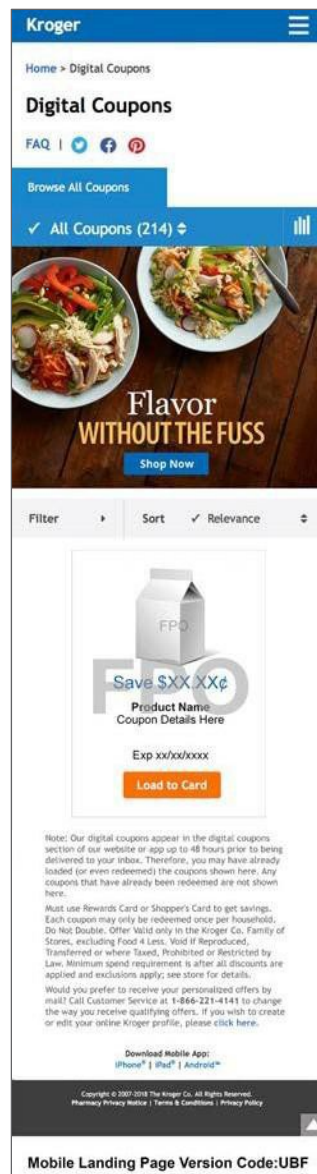 Kroger
Home > Digital Coupons
Digital Coupons
FAQ |
Browse All Coupons
✓ All Coupons (214)
Flavor
WITHOUT THE FUSS
Shop Now
Filter Sort ✓ Relevance
FPO
FPO
Save $XX.XX¢
Product Name
Coupon Details Here
Exp xx/xx/xxxx
Load to Card
Note: Our digital coupons appear in the digital coupons
section of our website or app up to 48 hours prior to being
delivered to your inbox. Therefore, you may have already
loaded (or even redeemed) the coupons shown here. Any
coupons that have already been redeemed are not shown
here.
Must use Rewards Card or Shopper's Card to get savings.
Each coupon may only be redeemed once per household.
Do Not Double. Offer Valid only in the Kroger Co. Family of
Stores, excluding Food 4 Less. Void If Reproduced,
Transferred or where Taxed, Prohibited or Restricted by
Law. Minimum spend requirement is after all discounts are
applied and exclusions apply; see store for details.
Would you prefer to receive your personalized offers by
mail? Call Customer Service at 1-866-221-4141 to change
the way you receive qualifying offers. If you wish to create
or edit your online Kroger profile, please click here.
Download Mobile App:
iPhone® | iPad® | Android™
Copyright © 2007-2018 The Kroger Co. All Rights Reserved.
Pharmacy Privacy Notice | Terms & Conditions | Privacy Policy
Mobile Landing Page Version Code:UBF